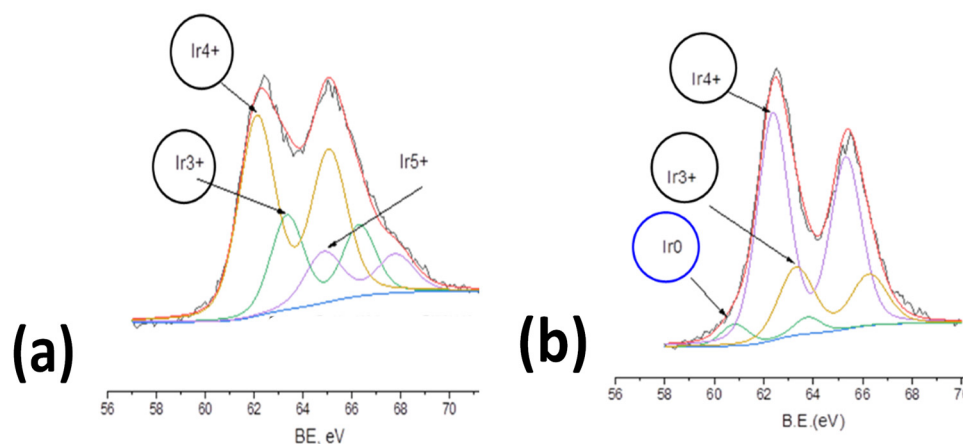 Ir4+
Ir3+
Ir5+
(a)
56 58 60 62 64 66 68 70
BE, eV
Ir4+
Ir3+
Ir0
(b)
58 60 62 64 66 68 70
B.E.(eV)